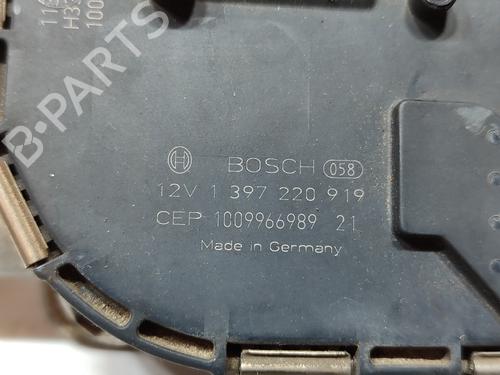 B-PARTS
BOSCH 058
12V 1 397 220 919
CEP 1009966989 21
Made in Germany